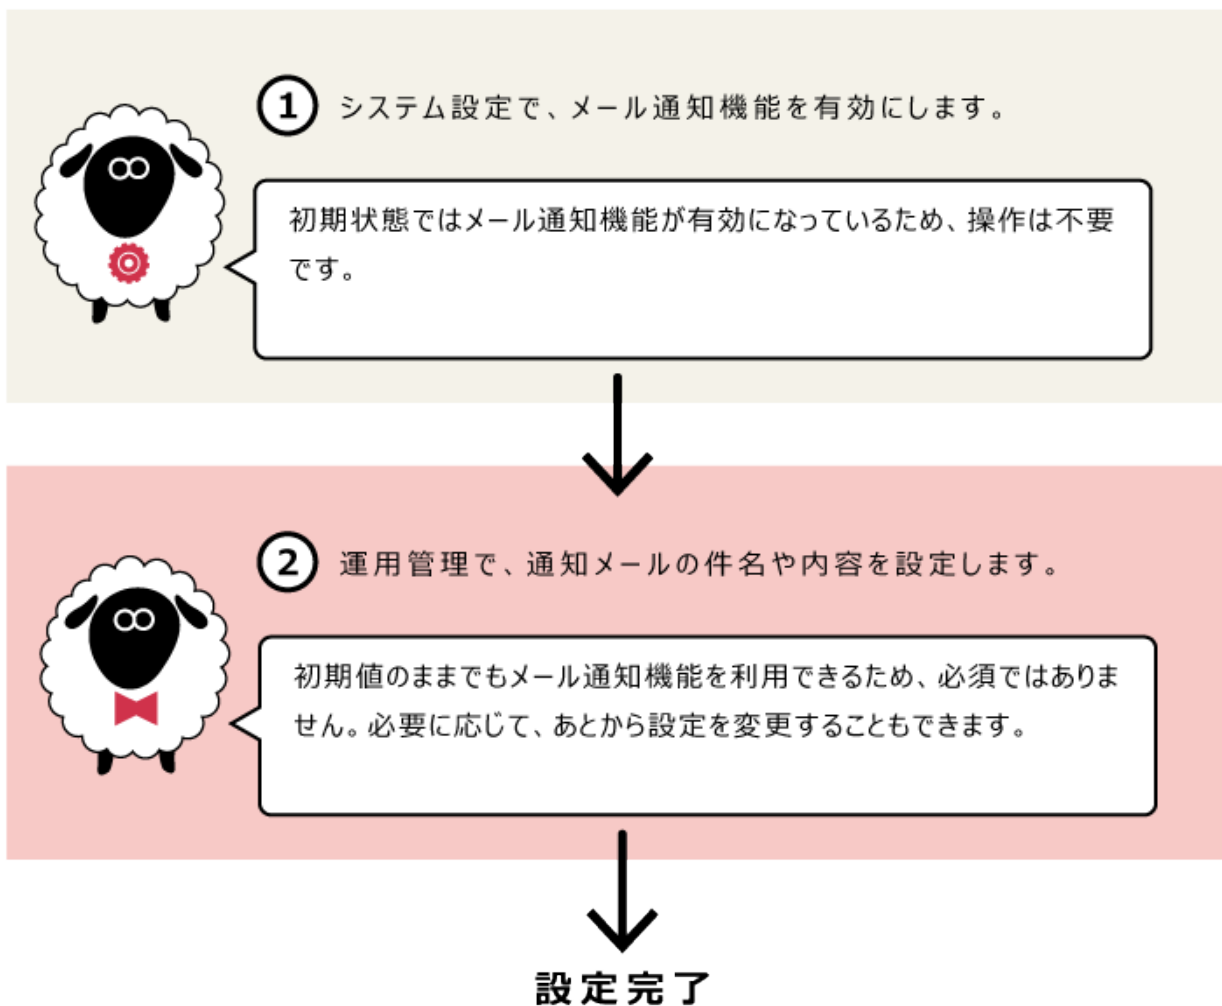 ① システム設定で、メール通知機能を有効にします。
初期状態ではメール通知機能が有効になっているため、操作は不要
です。
② 運用管理で、通知メールの件名や内容を設定します。
初期値のままでもメール通知機能を利用できるため、必須ではありま
せん。必要に応じて、あとから設定を変更することもできます。
設定完了